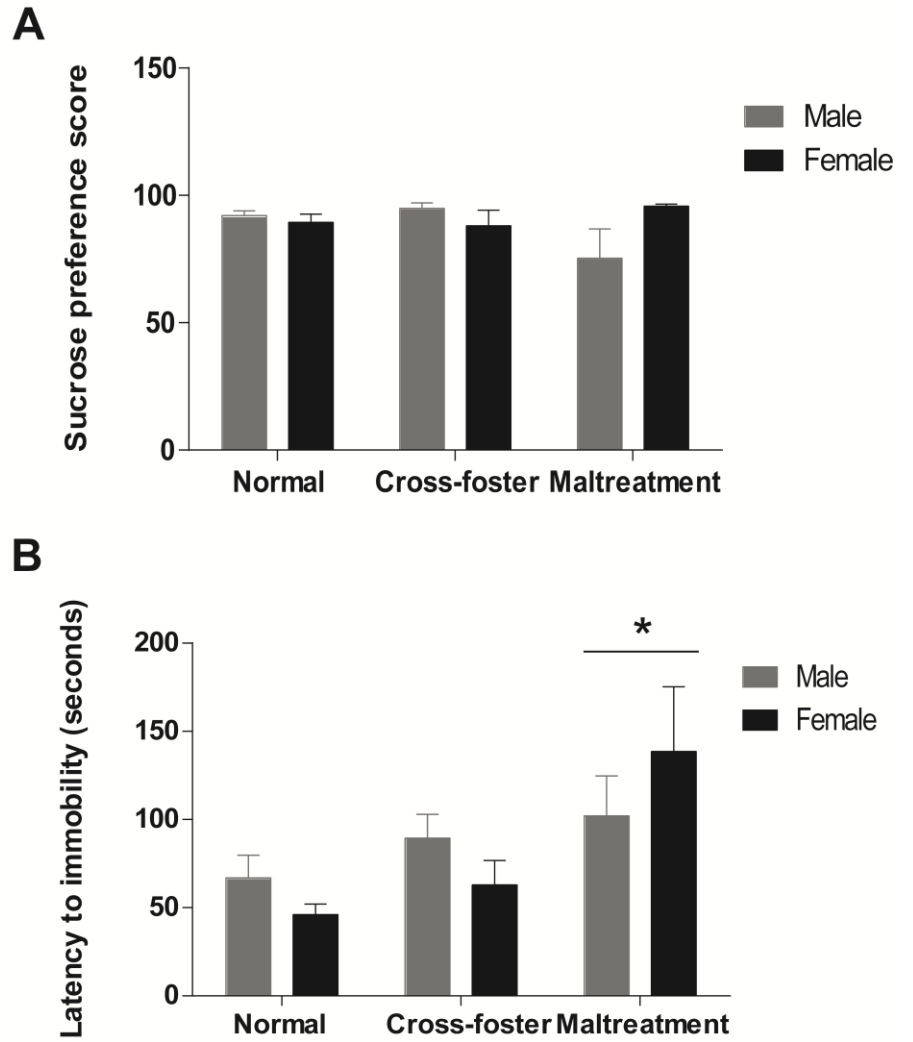 A
Sucrose preference score
150
100
50
0
Male
Female
Normal Cross-foster Maltreatment
B
Latency to immobility (seconds)
200
150
100
50
0
*
Male
Female
Normal Cross-foster Maltreatment